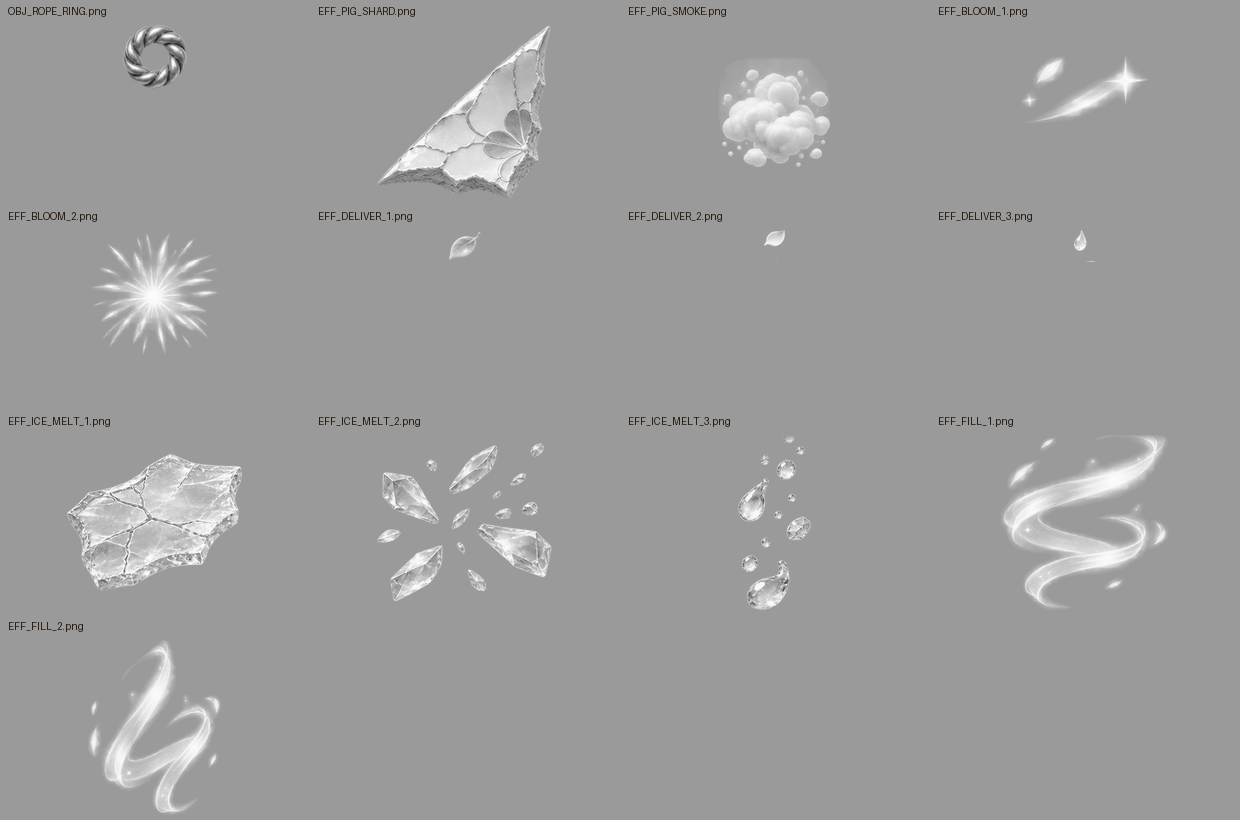 OBJ_ROPE_RING.png
EFF_PIG_SHARD.png
EFF_PIG_SMOKE.png
EFF_BLOOM_1.png
EFF_BLOOM_2.png
EFF_DELIVER_1.png
EFF_DELIVER_2.png
EFF_DELIVER_3.png
EFF_ICE_MELT_1.png
EFF_ICE_MELT_2.png
EFF_ICE_MELT_3.png
EFF_FILL_1.png
EFF_FILL_2.png